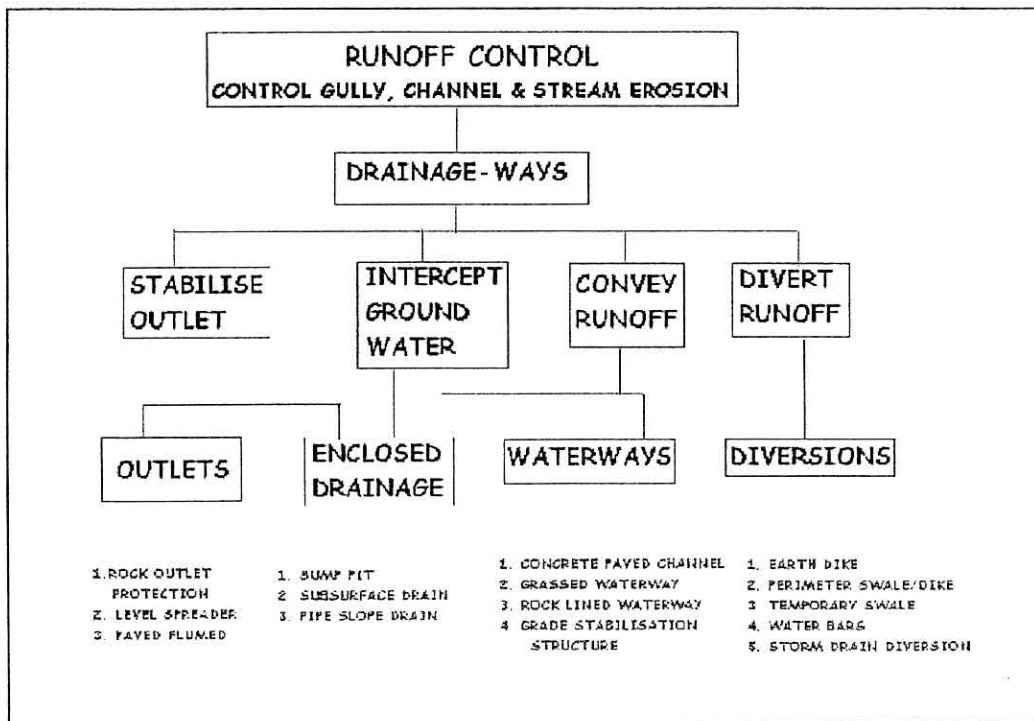 RUNOFF CONTROL
CONTROL GULLY, CHANNEL & STREAM EROSION
DRAINAGE-WAYS
STABILISE
OUTLET
INTERCEPT
GROUND
WATER
CONVEY
RUNOFF
DIVERT
RUNOFF
OUTLETS
ENCLOSED
DRAINAGE
WATERWAYS
DIVERSIONS
1.ROCK OUTLET
PROTECTION
2. LEVEL SPREADER
3. PAVED FLUMED
1. SUMP PIT
2 SUBSURFACE DRAIN
3. PIPE SLOPE DRAIN
1. CONCRETE PAVED CHANNEL
2. GRASSED WATERWAY
3. ROCK LINED WATERWAY
4 GRADE STABILISATION
STRUCTURE
1. EARTH DIKE
2. PERIMETER SWALE/DIKE
3 TEMPORARY SWALE
4. WATER BARS
5. STORM DRAIN DIVERSION